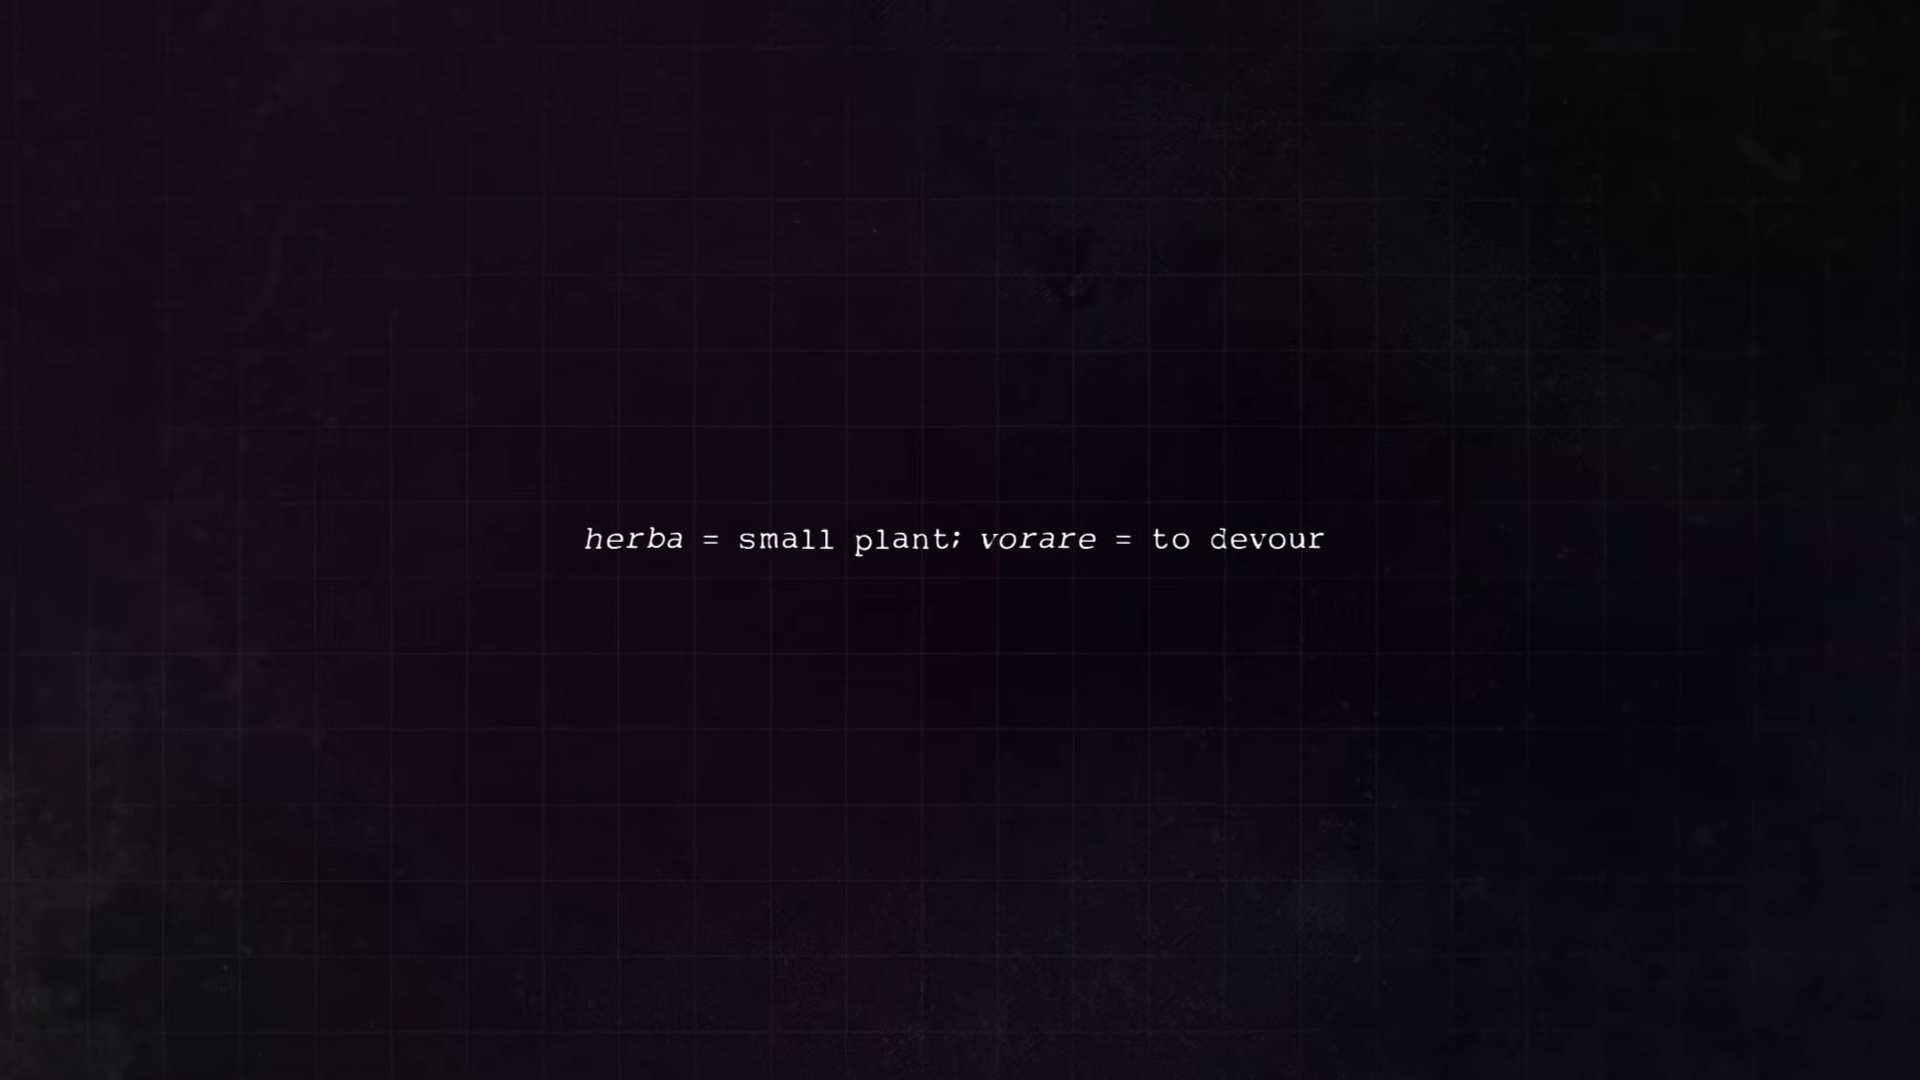 herba = small plant; vorare = to devour